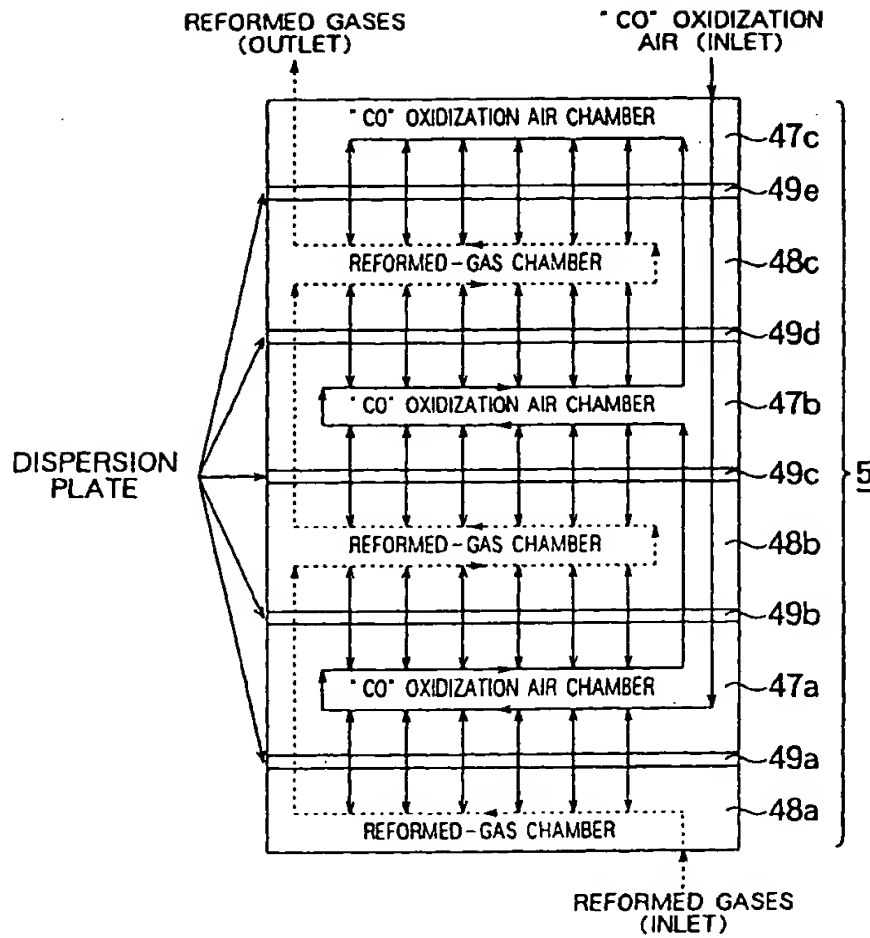 REFORMED GASES
(OUTLET)
"CO" OXIDIZATION
AIR (INLET)
"CO" OXIDIZATION AIR CHAMBER
47c
49e
REFORMED-GAS CHAMBER
48c
49d
"CO" OXIDIZATION AIR CHAMBER
47b
DISPERSION
PLATE
49c
5
REFORMED-GAS CHAMBER
48b
49b
"CO" OXIDIZATION AIR CHAMBER
47a
49a
REFORMED-GAS CHAMBER
48a
REFORMED GASES
(INLET)